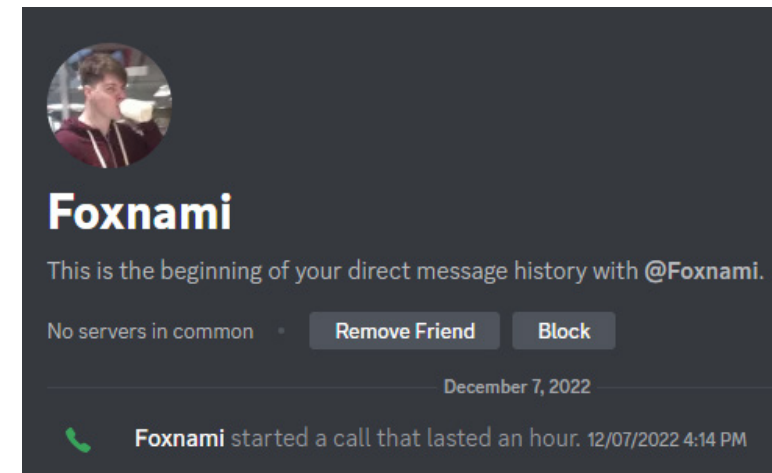 Foxnami
This is the beginning of your direct message history with @Foxnami.
No servers in common • Remove Friend Block
December 7, 2022
Foxnami started a call that lasted an hour. 12/07/2022 4:14 PM